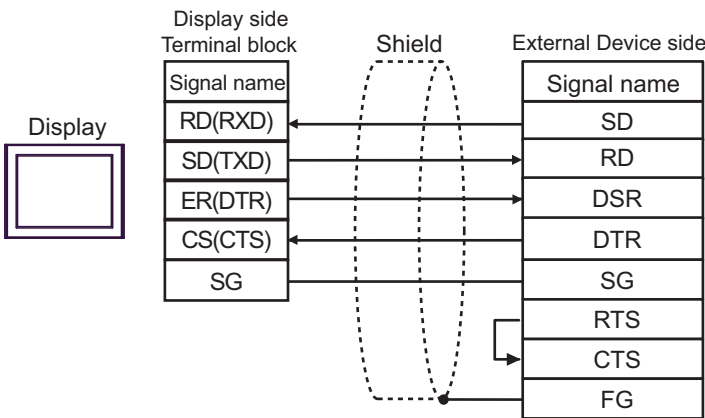 Display side
Terminal block
Shield
External Device side
Signal name
Signal name
Display
RD(RXD)
SD
SD(TXD)
RD
ER(DTR)
DSR
CS(CTS)
DTR
SG
SG
RTS
CTS
FG